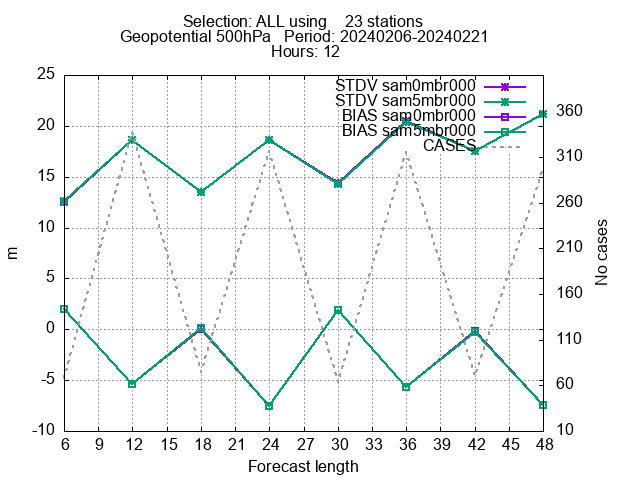 Selection: ALL using    23 stations
Geopotential 500hPa   Period: 20240206-20240221
Hours: 12
STDV sam0mbr000
STDV sam5mbr000
BIAS sam0mbr000
BIAS sam5mbr000
CASES
25
20
15
10
5
0
-5
-10
m
360
310
260
210
160
110
60
10
No cases
6 9 12 15 18 21 24 27 30 33 36 39 42 45 48
Forecast length